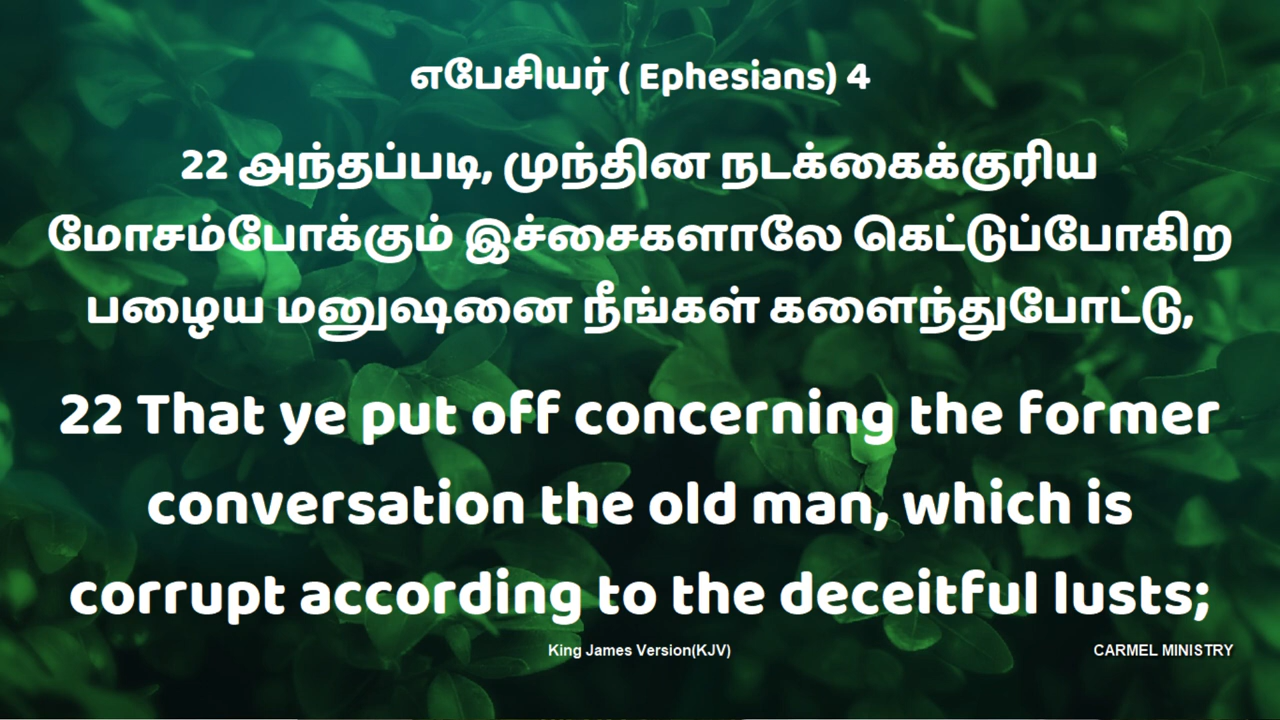 எபேசியர் ( Ephesians) 4
22 அந்தப்படி, முந்தின நடக்கைக்குரிய
மோசம்போக்கும் இச்சைகளாலே கெட்டுப்போகிற
பழைய மனுஷனை நீங்கள் களைந்துபோட்டு,
22 That ye put off concerning the former
conversation the old man, which is
corrupt according to the deceitful lusts;
King James Version(KJV)
CARMEL MINISTRY